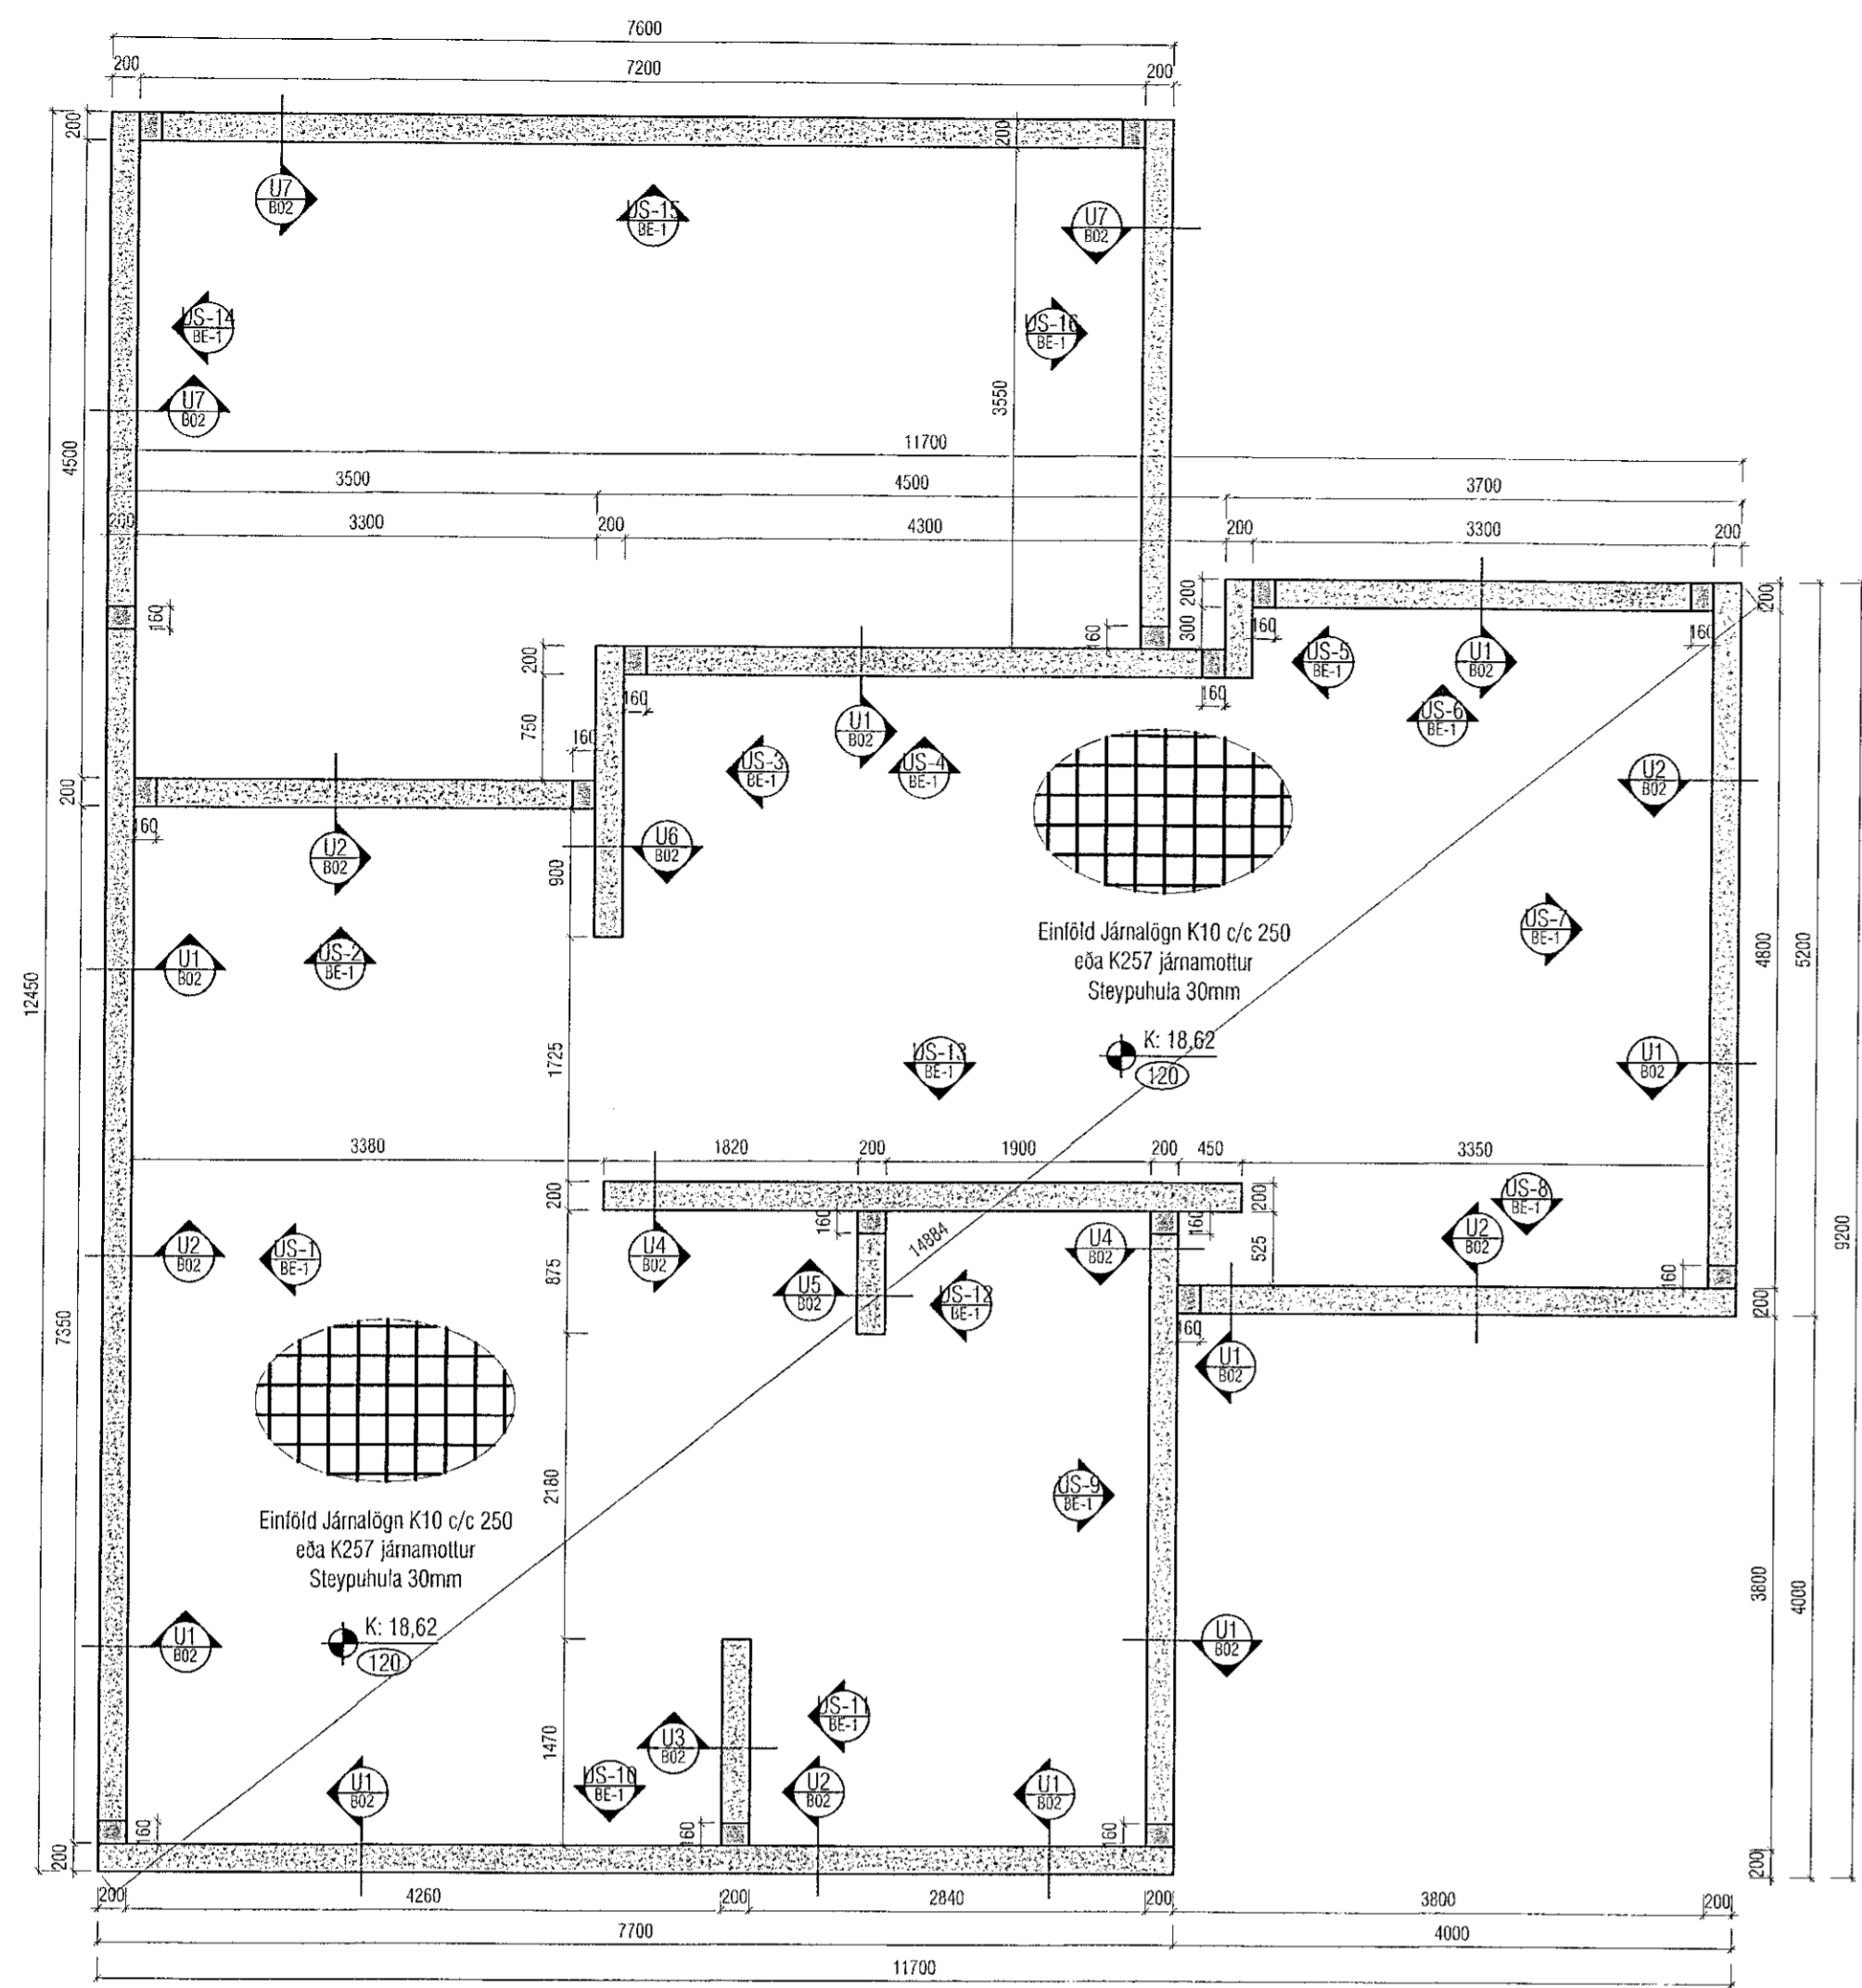 7600
200
7200
200
200
200
U7
B02
US-15
BE-1
U7
B02
US-14
BE-1
US-16
BE-1
U7
B02
3550
4500
11700
3500
4500
3700
200
3300
200
4300
200
3300
200
160
160
200
300
160
160
200
200
750
160
160
160
US-5
BE-1
U1
B02
US-6
BE-1
U1
B02
US-3
BE-1
US-4
BE-1
U2
B02
200
160
U2
B02
U6
B02
900
US-7
BE-1
Einföld Járnalögn K10 c/c 250
eða K257 járnamottur
Steypuhula 30mm
4800
5200
12450
U1
B02
US-2
BE-1
1725
US-13
BE-1
K: 18,62
120
U1
B02
3380
1820
200
1900
200
450
3350
200
160
160
200
525
US-8
BE-1
U2
B02
9200
U2
B02
US-1
BE-1
U4
B02
14884
U4
B02
875
U5
B02
US-12
BE-1
160
200
160
7350
U1
B02
2180
US-9
BE-1
Einföld Járnalögn K10 c/c 250
eða K257 járnamottur
Steypuhula 30mm
3800
4000
K: 18,62
120
U1
B02
U1
B02
1470
U3
B02
US-11
BE-1
U1
B02
US-10
BE-1
U2
B02
U1
B02
160
160
160
200
200
200
4260
200
2840
200
3800
200
7700
4000
11700